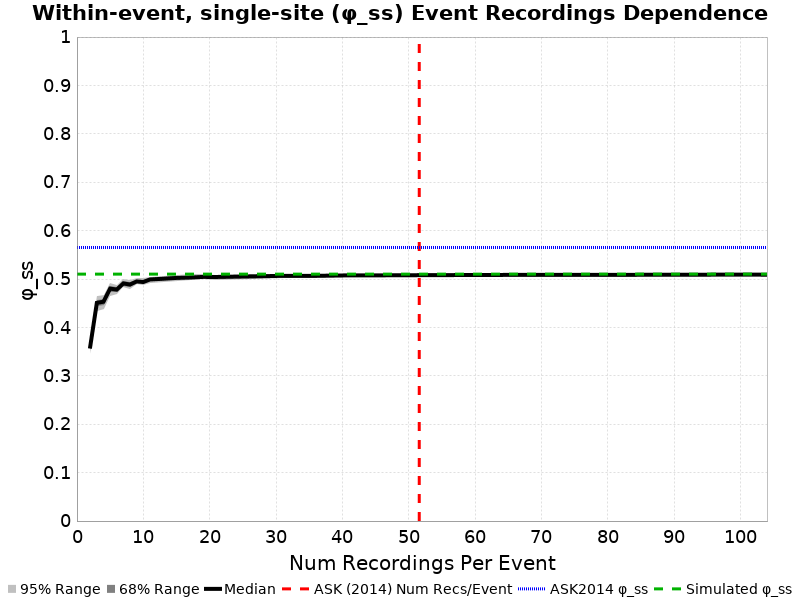 Within-event, single-site (φ_ss) Event Recordings Dependence
1
0.9
0.8
0.7
0.6
0.5
0.4
0.3
0.2
0.1
0
φ_ss
0 10 20 30 40 50 60 70 80 90 100
Num Recordings Per Event
95% Range 68% Range Median ASK (2014) Num Recs/Event ASK2014 φ_ss Simulated φ_ss